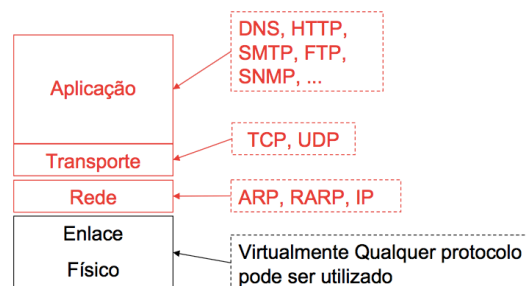 DNS, HTTP,
SMTP, FTP,
SNMP, ...
Aplicação
TCP, UDP
Transporte
Rede
ARP, RARP, IP
Enlace
Físico
Virtualmente Qualquer protocolo
pode ser utilizado